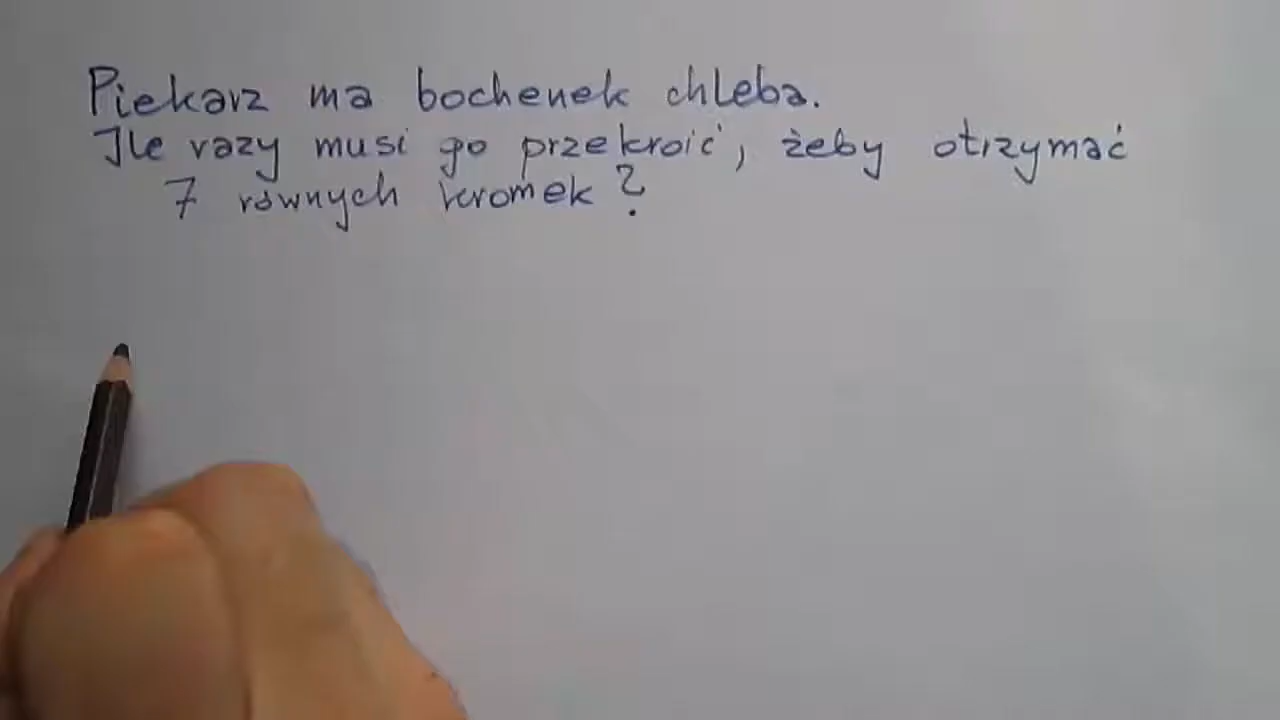 Piekarz ma bochenek chleba.
Ile razy musi go przekroić, żeby otrzymać
7 równych kromek?